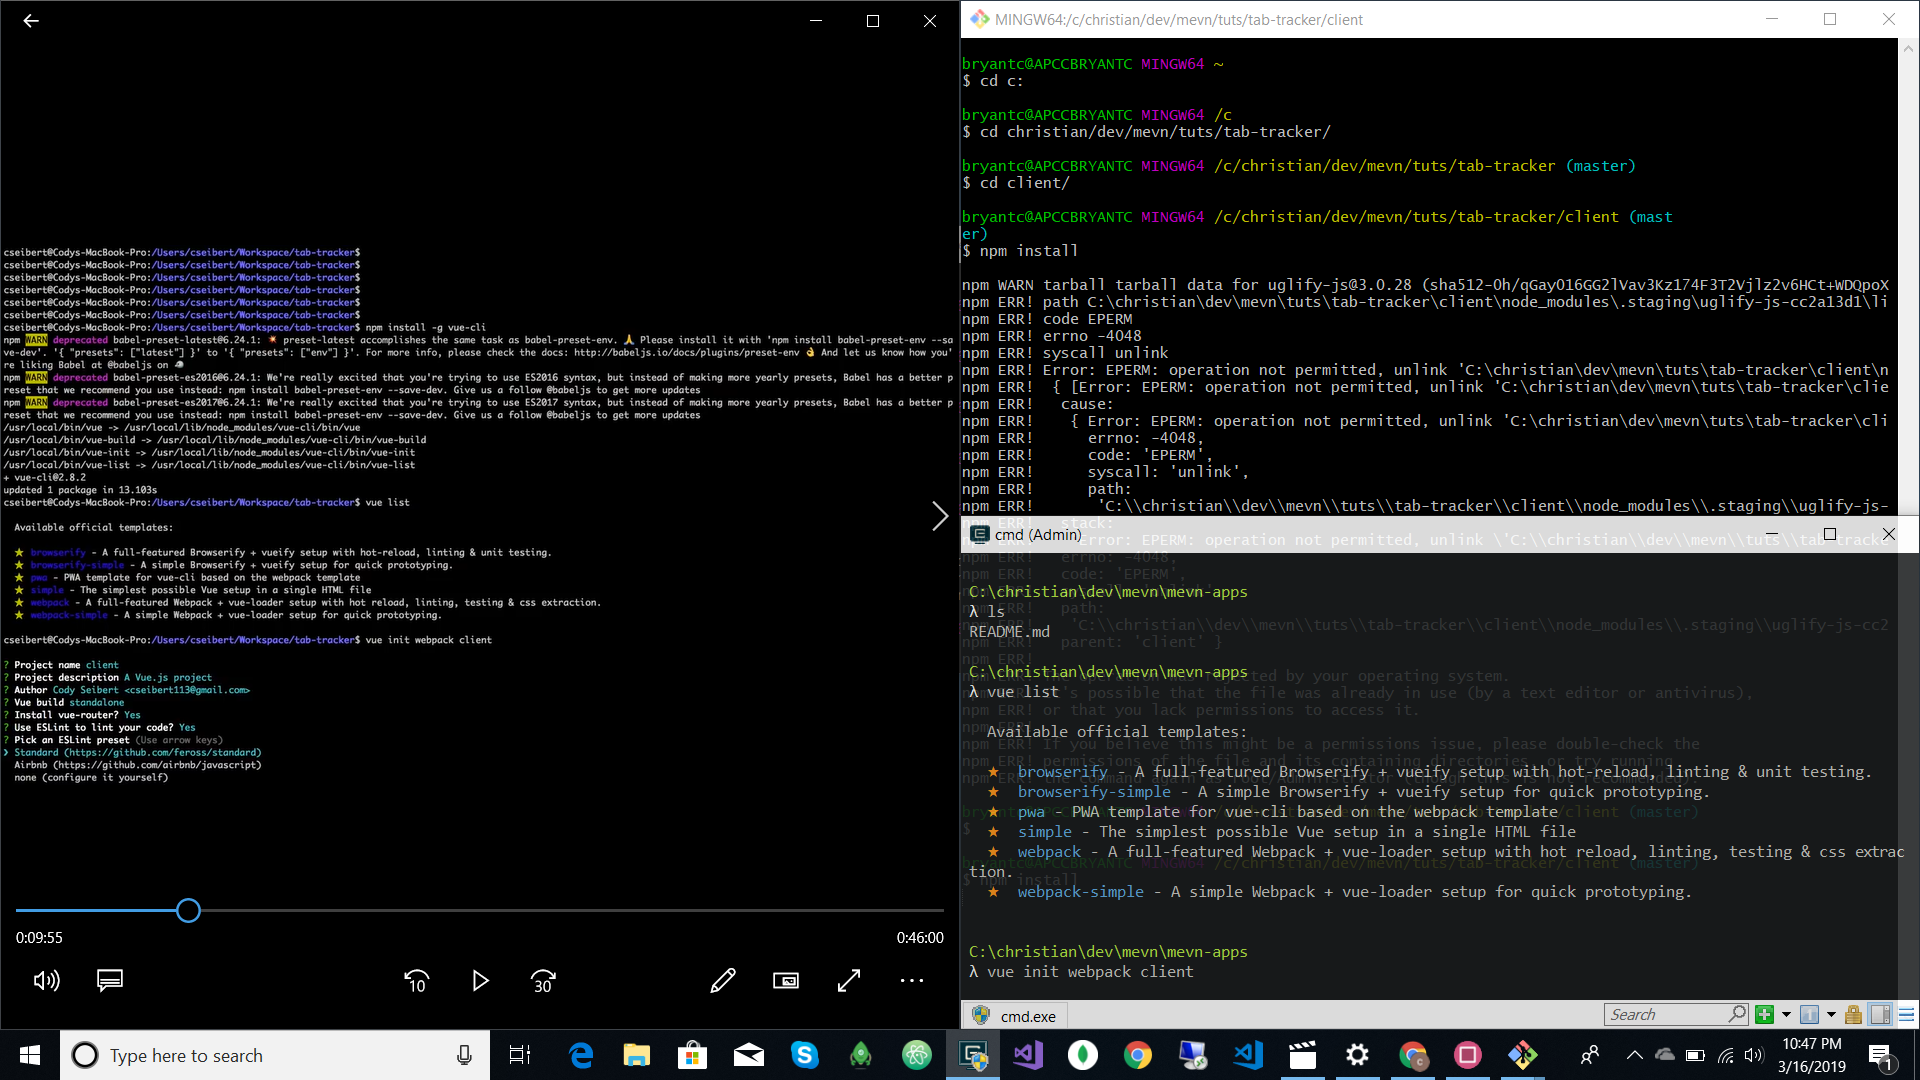 cseibert@Codys-MacBook-Pro:/Users/cseibert/Workspace/tab-tracker$
cseibert@Codys-MacBook-Pro:/Users/cseibert/Workspace/tab-tracker$
cseibert@Codys-MacBook-Pro:/Users/cseibert/Workspace/tab-tracker$
cseibert@Codys-MacBook-Pro:/Users/cseibert/Workspace/tab-tracker$
cseibert@Codys-MacBook-Pro:/Users/cseibert/Workspace/tab-tracker$
cseibert@Codys-MacBook-Pro:/Users/cseibert/Workspace/tab-tracker$
cseibert@Codys-MacBook-Pro:/Users/cseibert/Workspace/tab-tracker$ npm install -g vue-cli
npm WARN deprecated babel-preset-latest@6.24.1: 💥 preset-latest accomplishes the same task as babel-preset-env. 🙏 Please install it with 'npm install babel-preset-env --sa
ve-dev'. '{ "presets": ["latest"] }' to '{ "presets": ["env"] }'. For more info, please check the docs: http://babeljs.io/docs/plugins/preset-env 👌 And let us know how you'
re liking Babel at @babeljs on
npm WARN deprecated babel-preset-es2016@6.24.1: We're really excited that you're trying to use ES2016 syntax, but instead of making more yearly presets, Babel has a better p
reset that we recommend you use instead: npm install babel-preset-env --save-dev. Give us a follow @babeljs to get more updates
npm WARN deprecated babel-preset-es2017@6.24.1: We're really excited that you're trying to use ES2017 syntax, but instead of making more yearly presets, Babel has a better p
reset that we recommend you use instead: npm install babel-preset-env --save-dev. Give us a follow @babeljs to get more updates
/usr/local/bin/vue -> /usr/local/lib/node_modules/vue-cli/bin/vue
/usr/local/bin/vue-build -> /usr/local/lib/node_modules/vue-cli/bin/vue-build
/usr/local/bin/vue-init -> /usr/local/lib/node_modules/vue-cli/bin/vue-init
/usr/local/bin/vue-list -> /usr/local/lib/node_modules/vue-cli/bin/vue-list
+ vue-cli@2.8.2
updated 1 package in 13.103s
cseibert@Codys-MacBook-Pro:/Users/cseibert/Workspace/tab-tracker$ vue list
Available official templates:
★ browserify - A full-featured Browserify + vueify setup with hot-reload, linting & unit testing.
★ browserify-simple - A simple Browserify + vueify setup for quick prototyping.
★ pwa - PWA template for vue-cli based on the webpack template
★ simple - The simplest possible Vue setup in a single HTML file
★ webpack - A full-featured Webpack + vue-loader setup with hot reload, linting, testing & css extraction.
★ webpack-simple - A simple Webpack + vue-loader setup for quick prototyping.
cseibert@Codys-MacBook-Pro:/Users/cseibert/Workspace/tab-tracker$ vue init webpack client
? Project name client
? Project description A Vue.js project
? Author Cody Seibert <cseibert113@gmail.com>
? Vue build standalone
? Install vue-router? Yes
? Use ESLint to lint your code? Yes
? Pick an ESLint preset (Use arrow keys)
❯ Standard (https://github.com/feross/standard)
Airbnb (https://github.com/airbnb/javascript)
none (configure it yourself)
0:09:55
0:46:00
10
30
MINGW64:/c/christian/dev/mevn/tuts/tab-tracker/client
bryantc@APCCBRYANTC MINGW64 ~
$ cd c:
bryantc@APCCBRYANTC MINGW64 /c
$ cd christian/dev/mevn/tuts/tab-tracker/
bryantc@APCCBRYANTC MINGW64 /c/christian/dev/mevn/tuts/tab-tracker (master)
$ cd client/
bryantc@APCCBRYANTC MINGW64 /c/christian/dev/mevn/tuts/tab-tracker/client (mast
er)
$ npm install
npm WARN tarball tarball data for uglify-js@3.0.28 (sha512-0h/qGayO16GG2lVav3Kz174F3T2Vjlz2v6HCt+WDQpoX
npm ERR! path C:\christian\dev\mevn\tuts\tab-tracker\client\node_modules\.staging\uglify-js-cc2a13d1\li
npm ERR! code EPERM
npm ERR! errno -4048
npm ERR! syscall unlink
npm ERR! Error: EPERM: operation not permitted, unlink 'C:\christian\dev\mevn\tuts\tab-tracker\client\n
npm ERR!  { [Error: EPERM: operation not permitted, unlink 'C:\christian\dev\mevn\tuts\tab-tracker\clie
npm ERR!   cause:
npm ERR!    { Error: EPERM: operation not permitted, unlink 'C:\christian\dev\mevn\tuts\tab-tracker\cli
npm ERR!      errno: -4048,
npm ERR!      code: 'EPERM',
npm ERR!      syscall: 'unlink',
npm ERR!      path:
npm ERR!       'C:\\christian\\dev\\mevn\\tuts\\tab-tracker\\client\\node_modules\\.staging\\uglify-js-
cmd (Admin)
C:\christian\dev\mevn\mevn-apps
λ ls
README.md
C:\christian\dev\mevn\mevn-apps
λ vue list
Available official templates:
★ browserify - A full-featured Browserify + vueify setup with hot-reload, linting & unit testing.
★ browserify-simple - A simple Browserify + vueify setup for quick prototyping.
★ pwa - PWA template for vue-cli based on the webpack template
★ simple - The simplest possible Vue setup in a single HTML file
★ webpack - A full-featured Webpack + vue-loader setup with hot reload, linting, testing & css extrac
tion.
★ webpack-simple - A simple Webpack + vue-loader setup for quick prototyping.
C:\christian\dev\mevn\mevn-apps
λ vue init webpack client
cmd.exe
Search
Type here to search
10:47 PM
3/16/2019
1